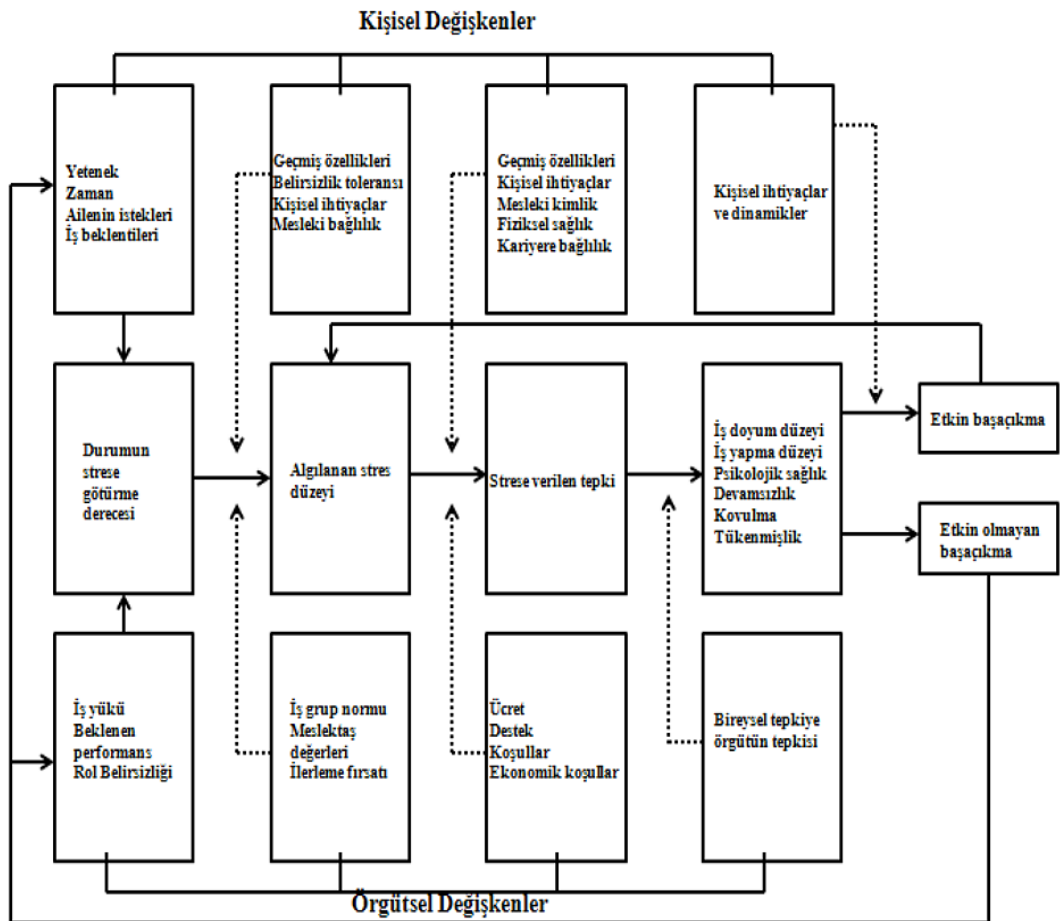 Kişisel Değişkenler
Yetenek
Zaman
Ailenin istekleri
İş beklentileri
Geçmiş özellikleri
Belirsizlik toleransı
Kişisel ihtiyaçlar
Mesleki bağlılık
Geçmiş özellikleri
Kişisel ihtiyaçlar
Mesleki kimlik
Fiziksel sağlık
Kariyere bağlılık
Kişisel ihtiyaçlar
ve dinamikler
Durumun
strese
götürme
derecesi
Algılanan stres
düzeyi
Strese verilen tepki
İş doyum düzeyi
İş yapma düzeyi
Psikolojik sağlık
Devamsızlık
Kovulma
Tükenmişlik
Etkin başaçıkma
Etkin olmayan
başaçıkma
İş yükü
Beklenen
performans
Rol Belirsizliği
İş grup normu
Meslektaş
değerleri
İlerleme fırsatı
Ücret
Destek
Koşullar
Ekonomik koşullar
Bireysel tepkiye
örgütün tepkisi
Örgütsel Değişkenler